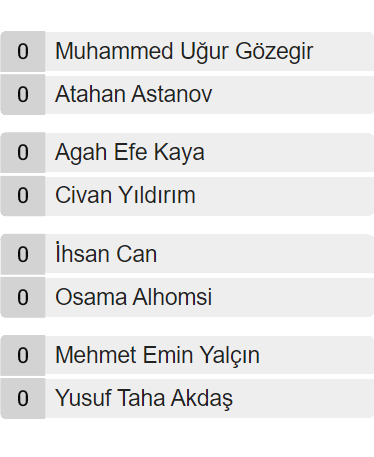 0 Muhammed Uğur Gözegir
0 Atahan Astanov
0 Agah Efe Kaya
0 Civan Yıldırım
0 İhsan Can
0 Osama Alhomsi
0 Mehmet Emin Yalçın
0 Yusuf Taha Akdaş